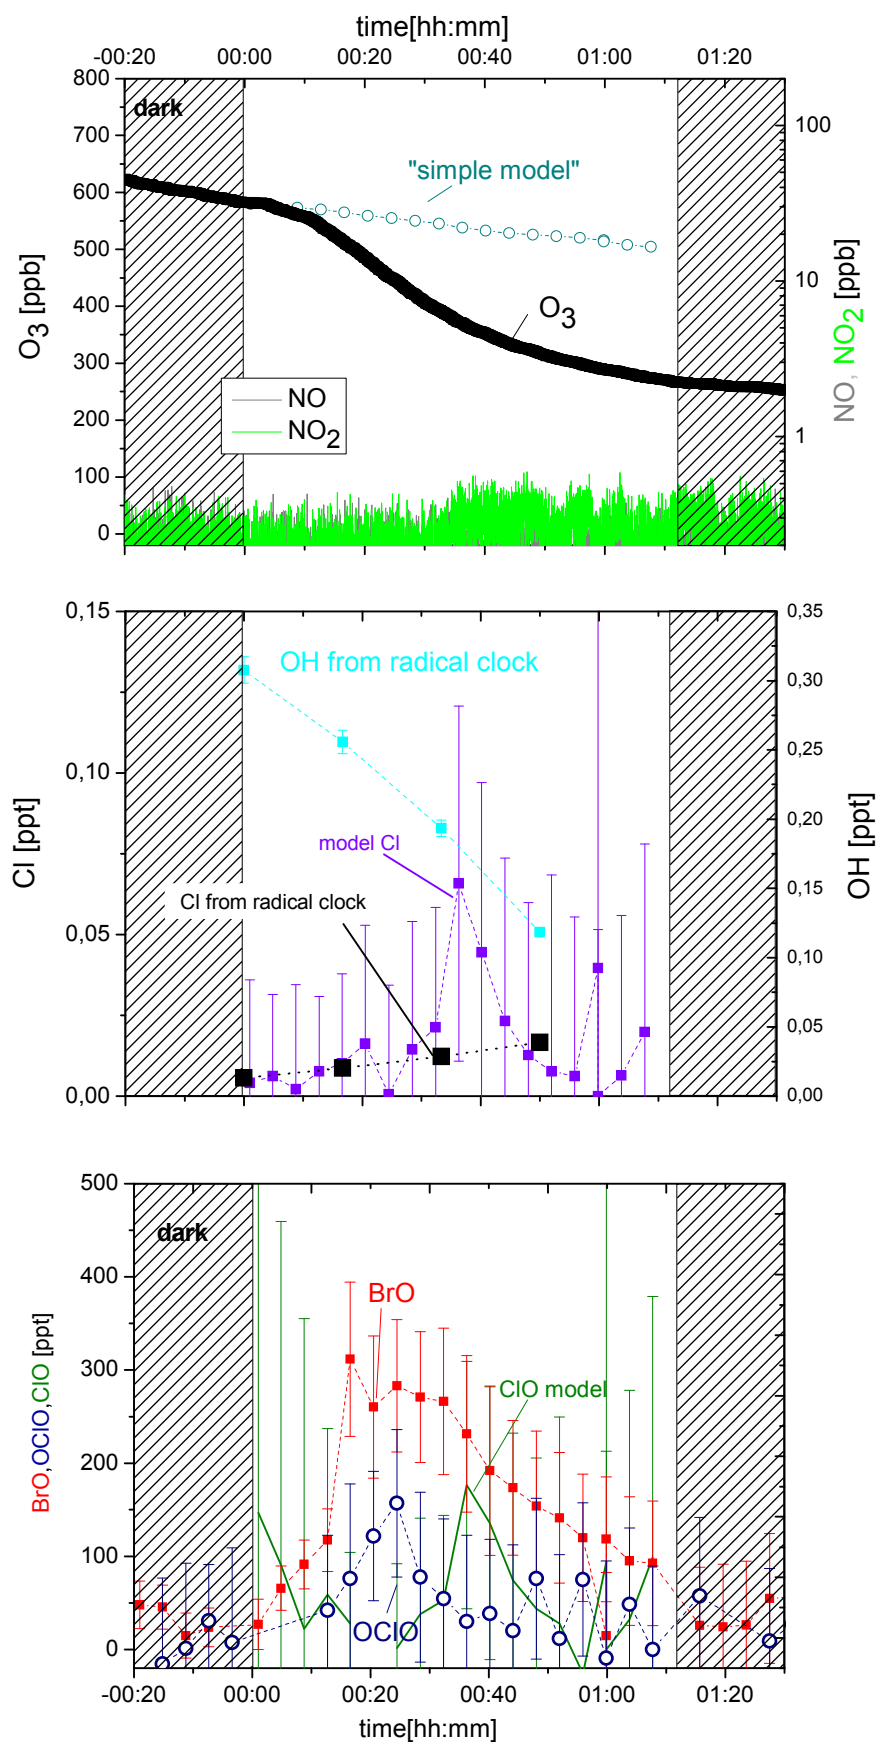 time[hh:mm]
-00:20 00:00 00:20 00:40 01:00 01:20
800
700
600
500
400
300
200
100
0
O3 [ppb]
100
10
1
NO, NO2 [ppb]
dark
"simple model"
O3
NO
NO2
0,15
0,10
0,05
0,00
Cl [ppt]
0,35
0,30
0,25
0,20
0,15
0,10
0,05
0,00
OH [ppt]
OH from radical clock
model Cl
Cl from radical clock
500
400
300
200
100
0
BrO,OClO,ClO [ppt]
dark
BrO
ClO model
OClO
-00:20 00:00 00:20 00:40 01:00 01:20
time[hh:mm]